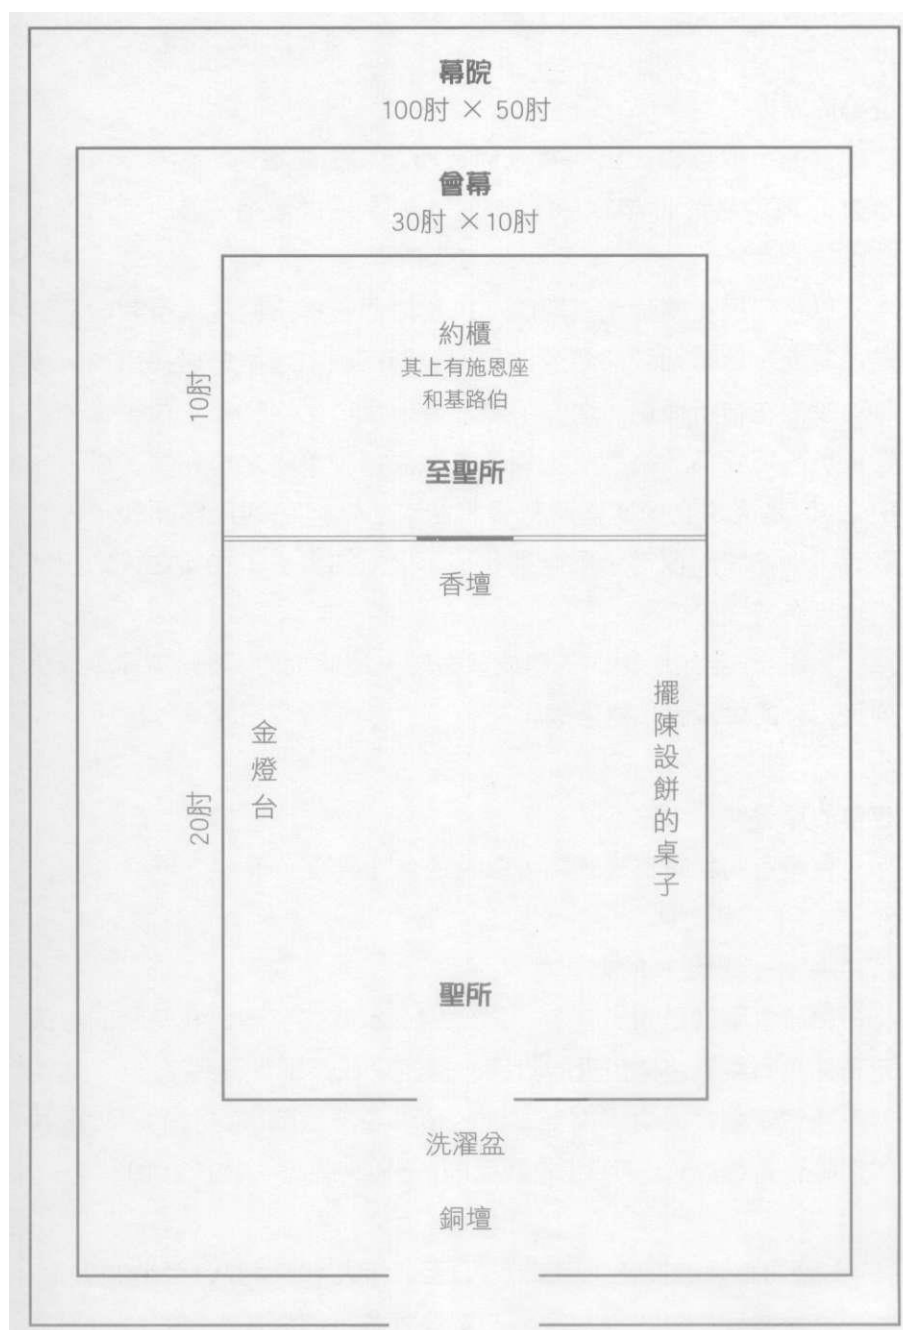 幕院
100肘 × 50肘
會幕
30肘 ×10肘
約櫃
其上有施恩座
和基路伯
10肘
至聖所
香壇
金燈台
擺陳設餅的桌子
20肘
聖所
洗濯盆
銅壇